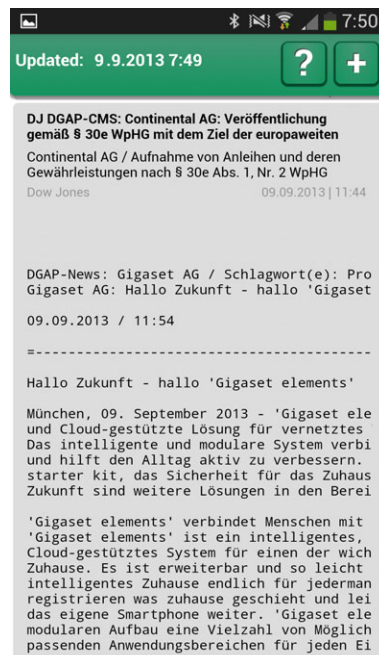 7:50
Updated: 9.9.2013 7:49
? +
DJ DGAP-CMS: Continental AG: Veröffentlichung
gemäß § 30e WpHG mit dem Ziel der europaweiten
Continental AG / Aufnahme von Anleihen und deren
Gewährleistungen nach § 30e Abs. 1, Nr. 2 WpHG
Dow Jones 09.09.2013 | 11:44
DGAP-News: Gigaset AG / Schlagwort(e): Pro
Gigaset AG: Hallo Zukunft - hallo 'Gigaset
09.09.2013 / 11:54
=----------------------------------------
Hallo Zukunft - hallo 'Gigaset elements'
München, 09. September 2013 - 'Gigaset ele
und Cloud-gestützte Lösung für vernetztes
Das intelligente und modulare System verbi
und hilft den Alltag aktiv zu verbessern.
starter kit, das Sicherheit für das Zuhaus
Zukunft sind weitere Lösungen in den Berei
'Gigaset elements' verbindet Menschen mit
'Gigaset elements' ist ein intelligentes,
Cloud-gestütztes System für einen der wich
Zuhause. Es ist erweiterbar und so leicht
intelligentes Zuhause endlich für jederman
registrieren was zuhause geschieht und lei
das eigene Smartphone weiter. 'Gigaset ele
modularen Aufbau eine Vielzahl von Möglich
passenden Anwendungsbereichen für jeden Ei